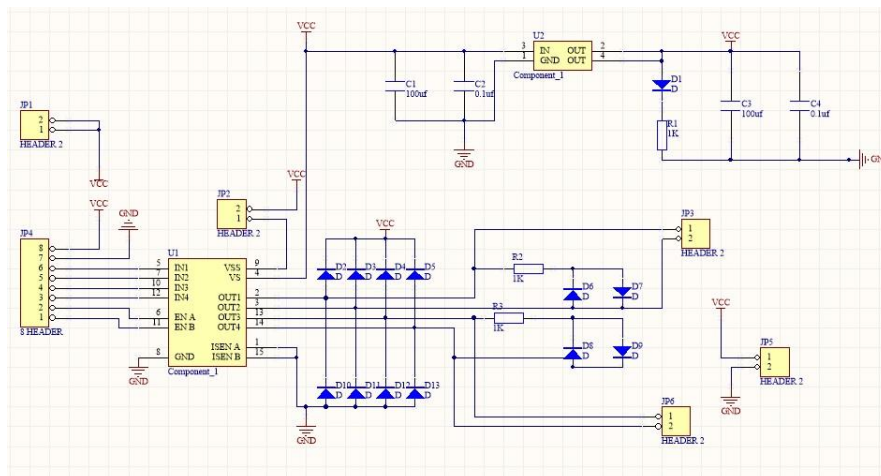 VCC
U2
3 IN OUT 2
1 GND OUT 4
Component_1
VCC
C1
100uf
C2
0.1uf
D1
D
R1
1K
C3
100uf
C4
0.1uf
GND
GND
JP1
2
1
HEADER 2
VCC
VCC
GND
JP2
2
1
HEADER 2
VCC
JP4
8
7
6
5
4
3
2
1
8 HEADER
U1
5 IN1 VSS 9
7 IN2 VS 4
10 IN3
12 IN4 OUT1 2
OUT2 3
6 EN A OUT3 13
11 EN B OUT4 14
ISEN A 1
8 GND ISEN B 15
Component_1
GND
VCC
D2
D
D3
D
D4
D
D5
D
D10
D
D11
D
D12
D
D13
D
GND
R2
1K
D6
D
D7
D
R3
1K
D8
D
D9
D
JP3
1
2
HEADER 2
VCC
JP5
1
2
HEADER 2
GND
JP6
1
2
HEADER 2